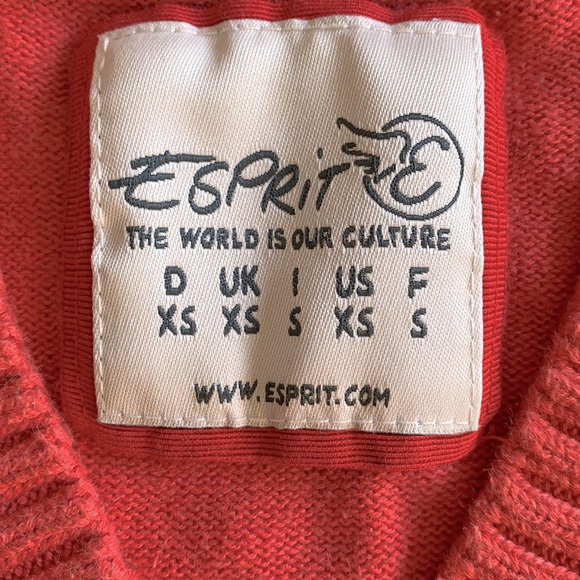 ESPRIT E
THE WORLD IS OUR CULTURE
D UK I US F
XS XS S XS S
WWW.ESPRIT.COM